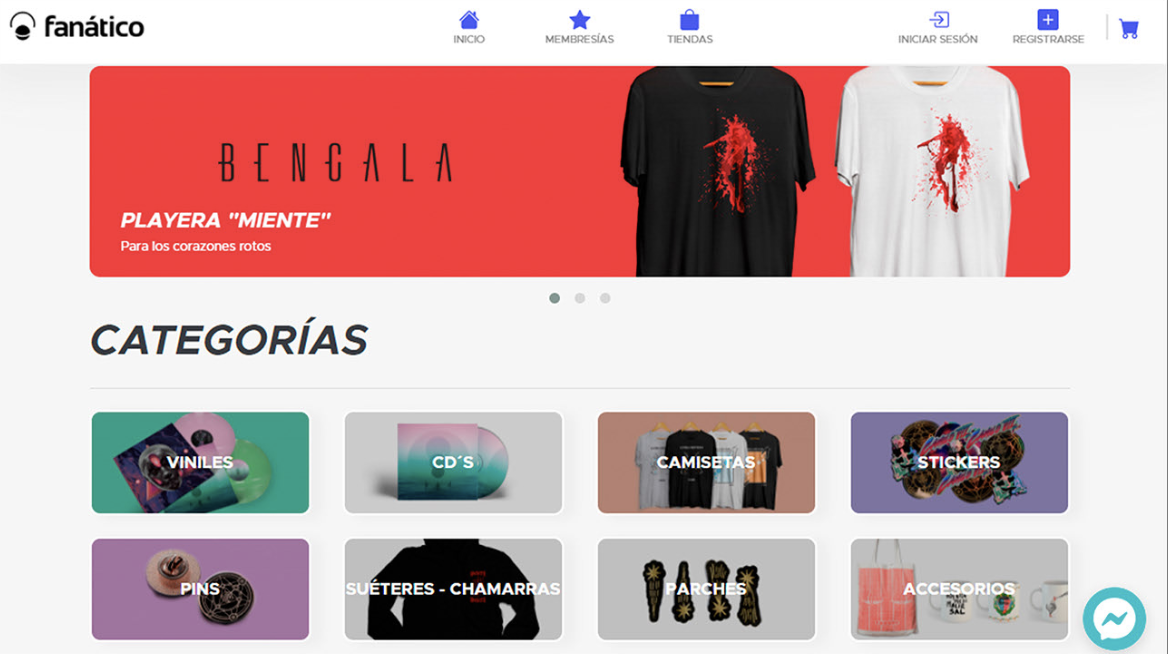 fanático
INICIO
MEMBRESÍAS
TIENDAS
INICIAR SESIÓN
REGISTRARSE
BENGALA
PLAYERA "MIENTE"
Para los corazones rotos
CATEGORÍAS
VINILES
CD´S
CAMISETAS
STICKERS
PINS
SUÉTERES - CHAMARRAS
PARCHES
ACCESORIOS